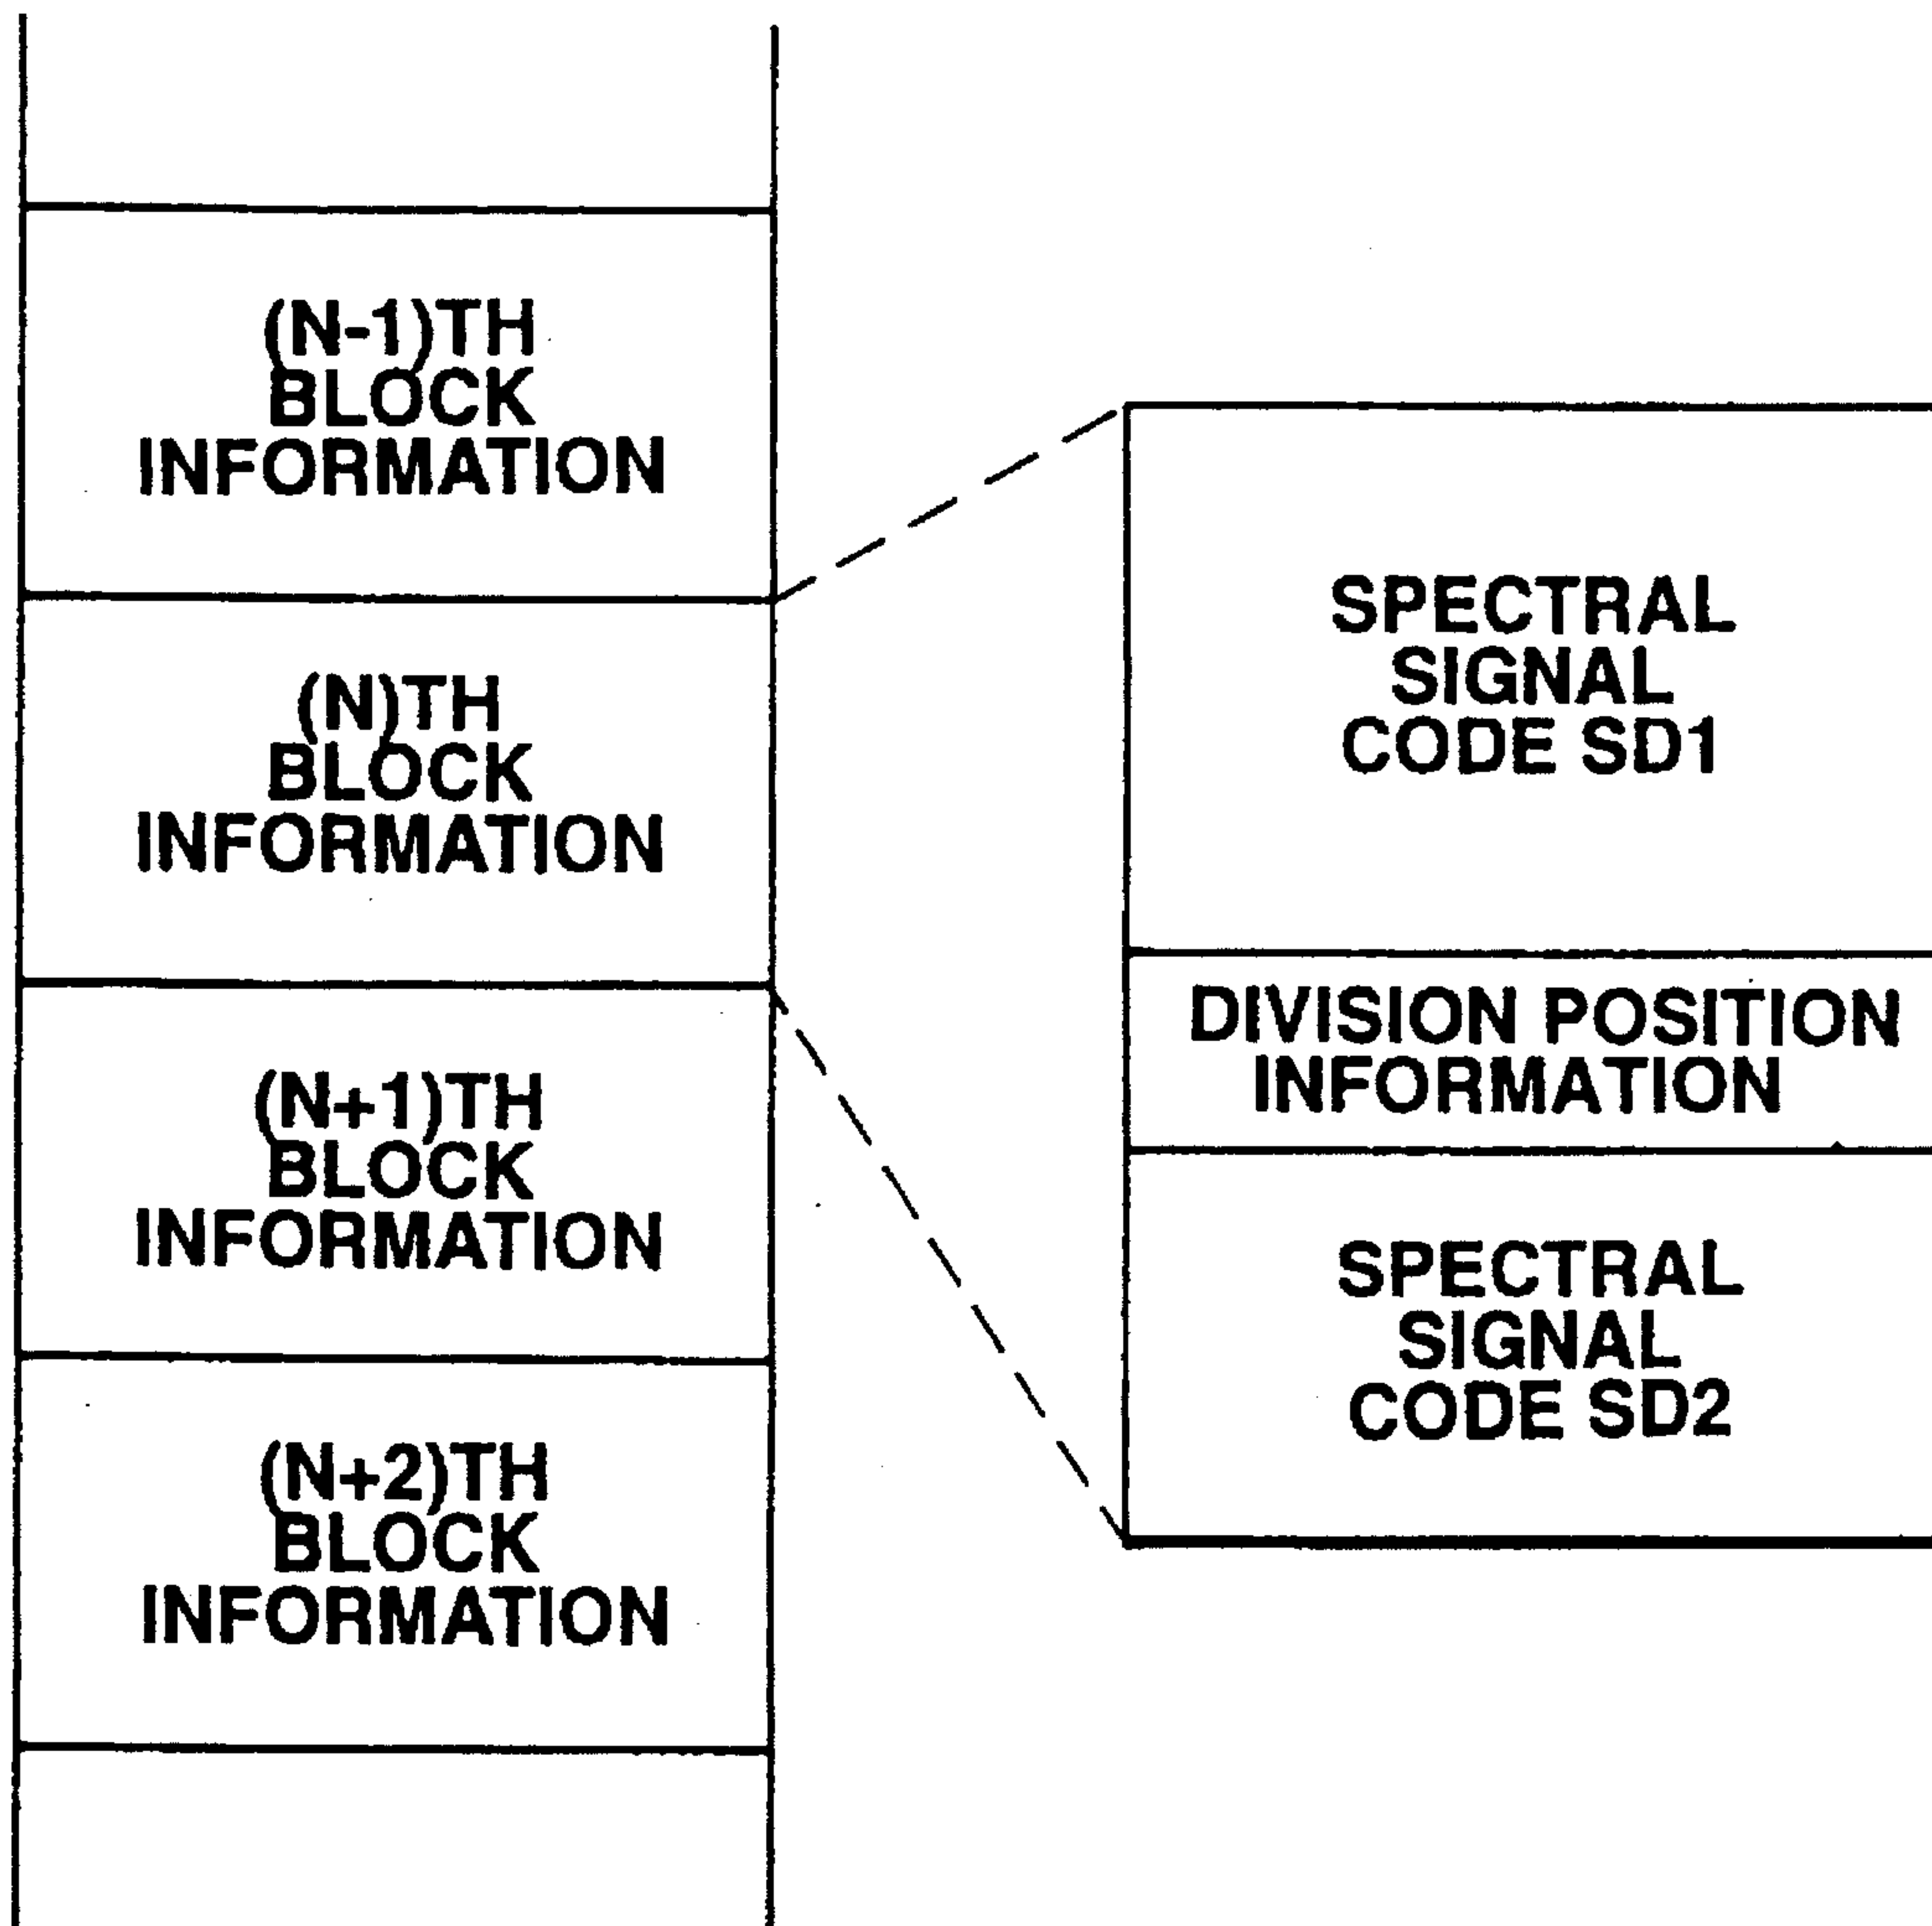 (N-1)TH
BLOCK
INFORMATION
(N)TH
BLOCK
INFORMATION
(N+1)TH
BLOCK
INFORMATION
(N+2)TH
BLOCK
INFORMATION
SPECTRAL
SIGNAL
CODE SD1
DIVISION POSITION
INFORMATION
SPECTRAL
SIGNAL
CODE SD2